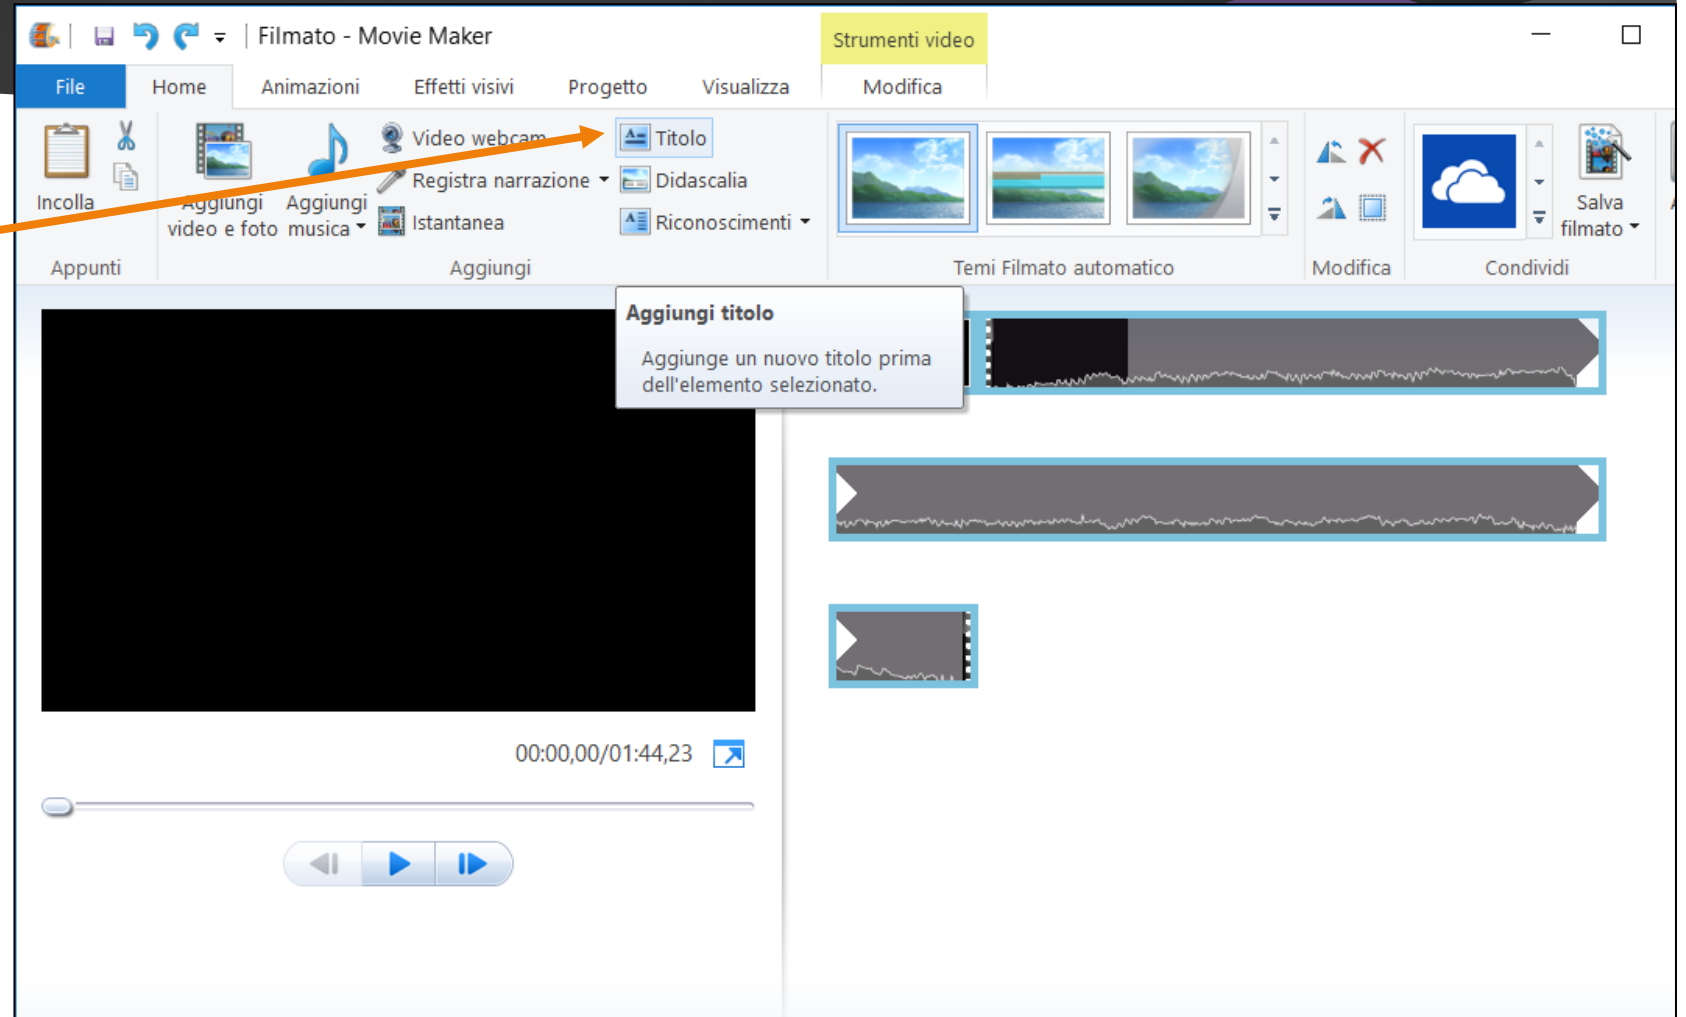 Filmato - Movie Maker
Strumenti video
File Home Animazioni Effetti visivi Progetto Visualizza Modifica
Incolla
Aggiungi
video e foto
Aggiungi
musica
Video webcam
Registra narrazione
Istantanea
Titolo
Didascalia
Riconoscimenti
Salva
filmato
Appunti Aggiungi Temi Filmato automatico Modifica Condividi
Aggiungi titolo
Aggiunge un nuovo titolo prima
dell'elemento selezionato.
00:00,00/01:44,23